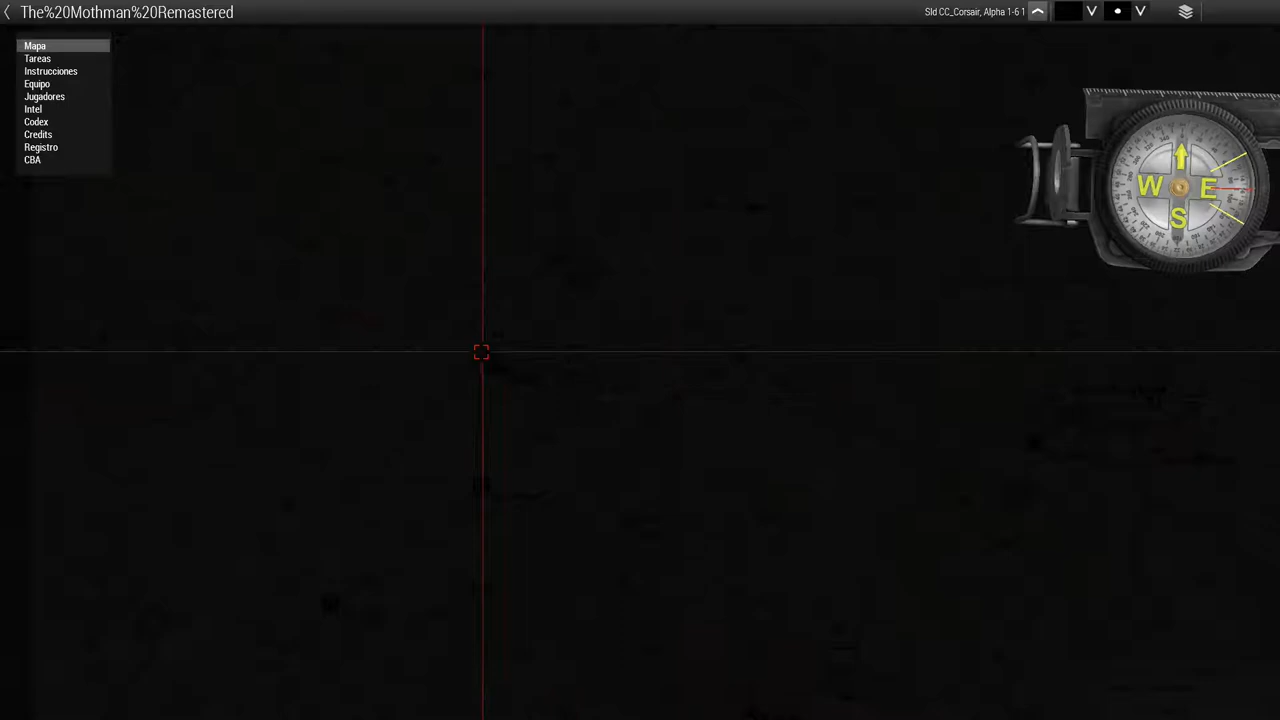 The%20Mothman%20Remastered
Sld CC_Corsair, Alpha 1-6 1
Mapa
Tareas
Instrucciones
Equipo
Jugadores
Intel
Codex
Credits
Registro
CBA
W E
S